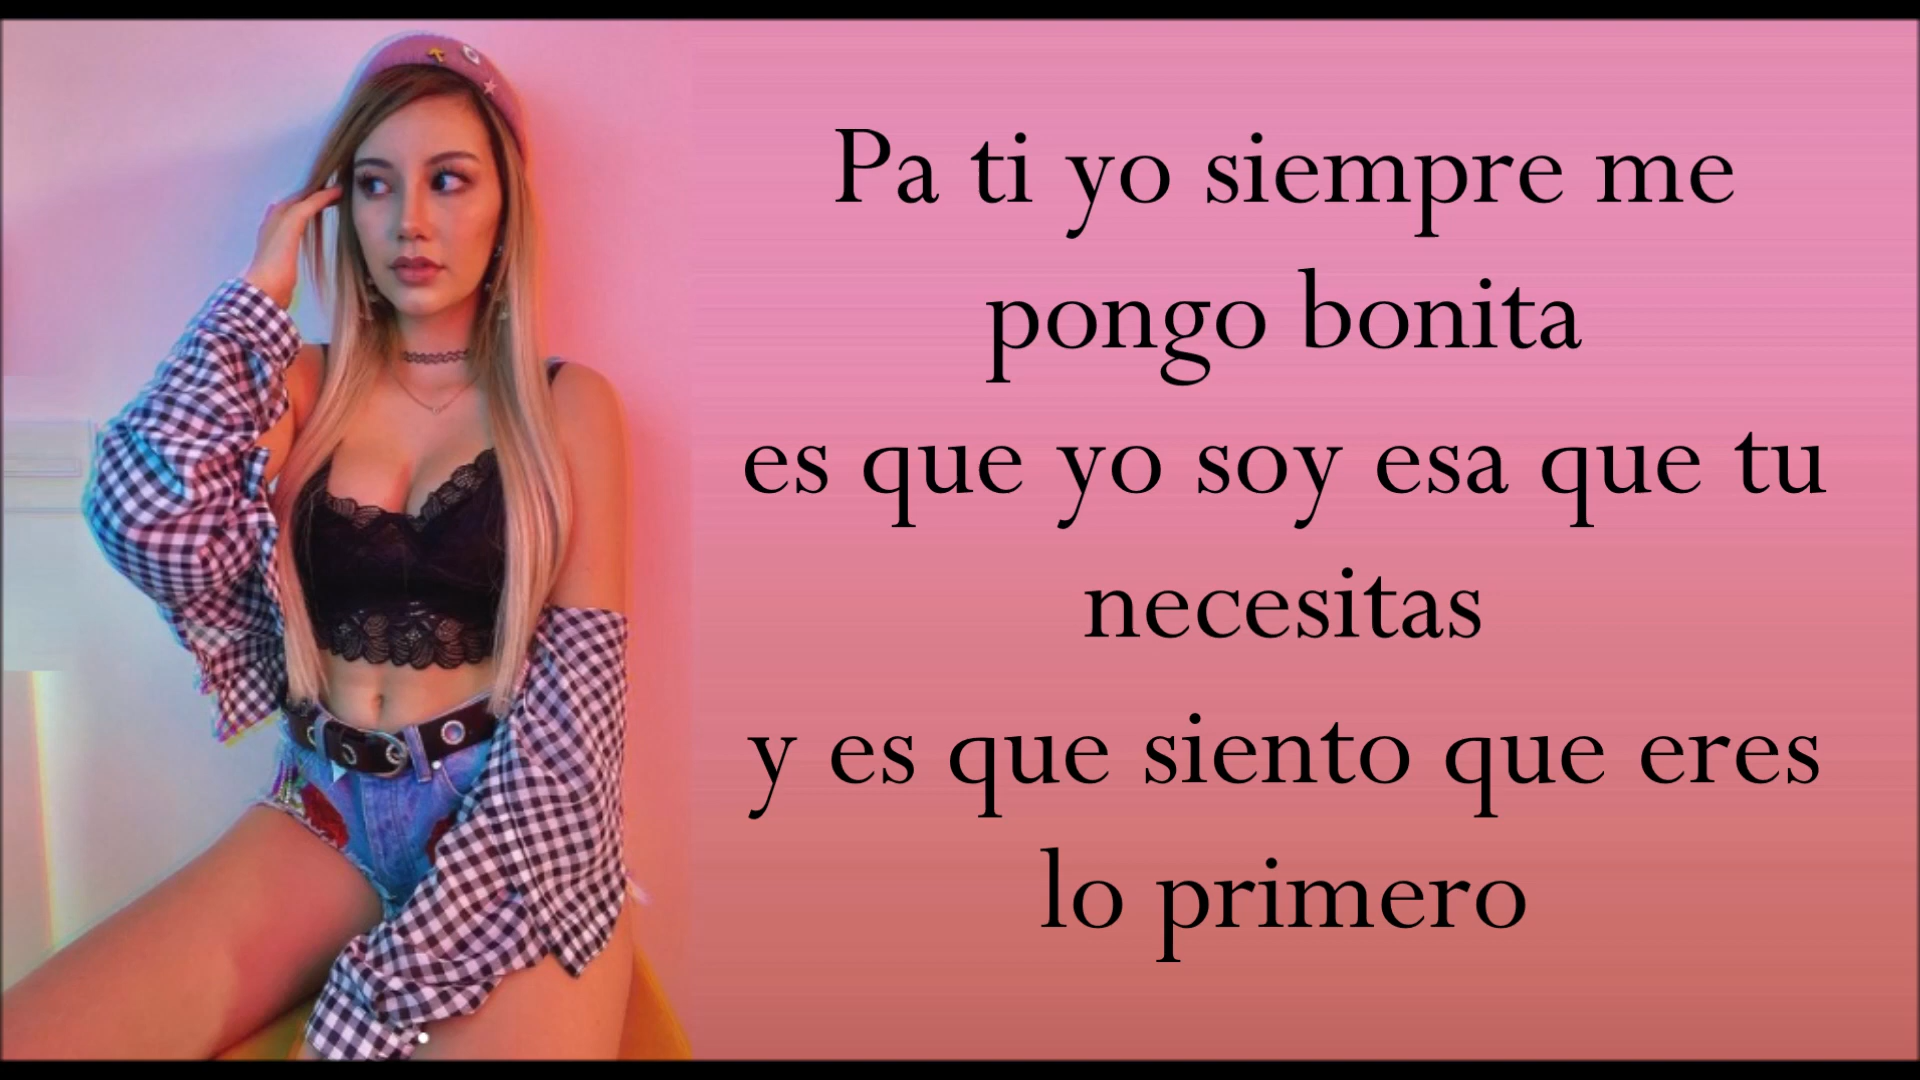 Pa ti yo siempre me
pongo bonita
es que yo soy esa que tu
necesitas
y es que siento que eres
lo primero